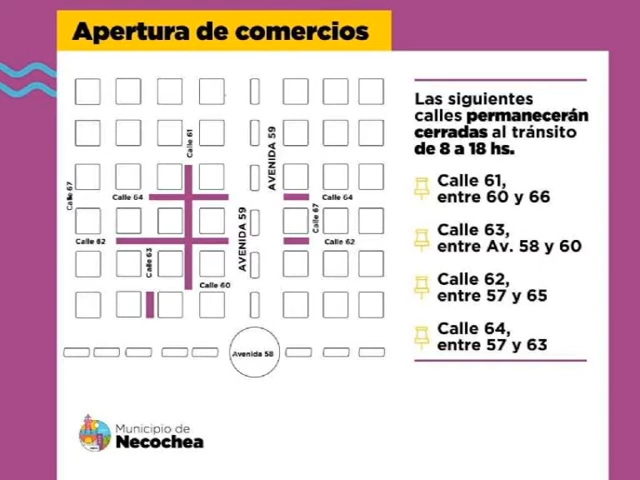 Apertura de comercios
Las siguientes
calles permanecerán
cerradas al tránsito
de 8 a 18 hs.
Calle 61,
entre 60 y 66
Calle 63,
entre Av. 58 y 60
Calle 62,
entre 57 y 65
Calle 64,
entre 57 y 63
Calle 61
AVENIDA 59
Calle 67
Calle 64
Calle 64
Calle 67
AVENIDA 59
Calle 62
Calle 62
Calle 63
Calle 60
Avenida 58
Municipio de
Necochea